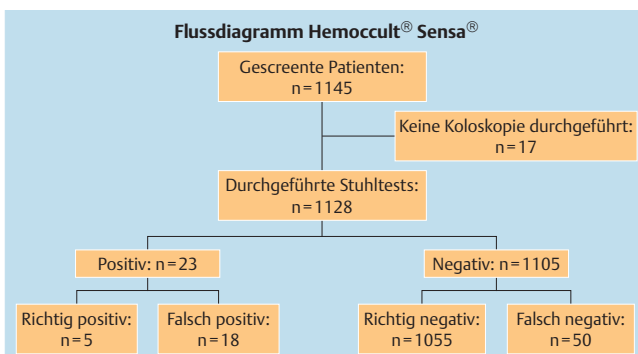 Flussdiagramm Hemoccult® Sensa®
Gescreente Patienten:
n=1145
Keine Koloskopie durchgeführt:
n=17
Durchgeführte Stuhltests:
n=1128
Positiv: n=23
Negativ: n=1105
Richtig positiv:
n=5
Falsch positiv:
n=18
Richtig negativ:
n=1055
Falsch negativ:
n=50